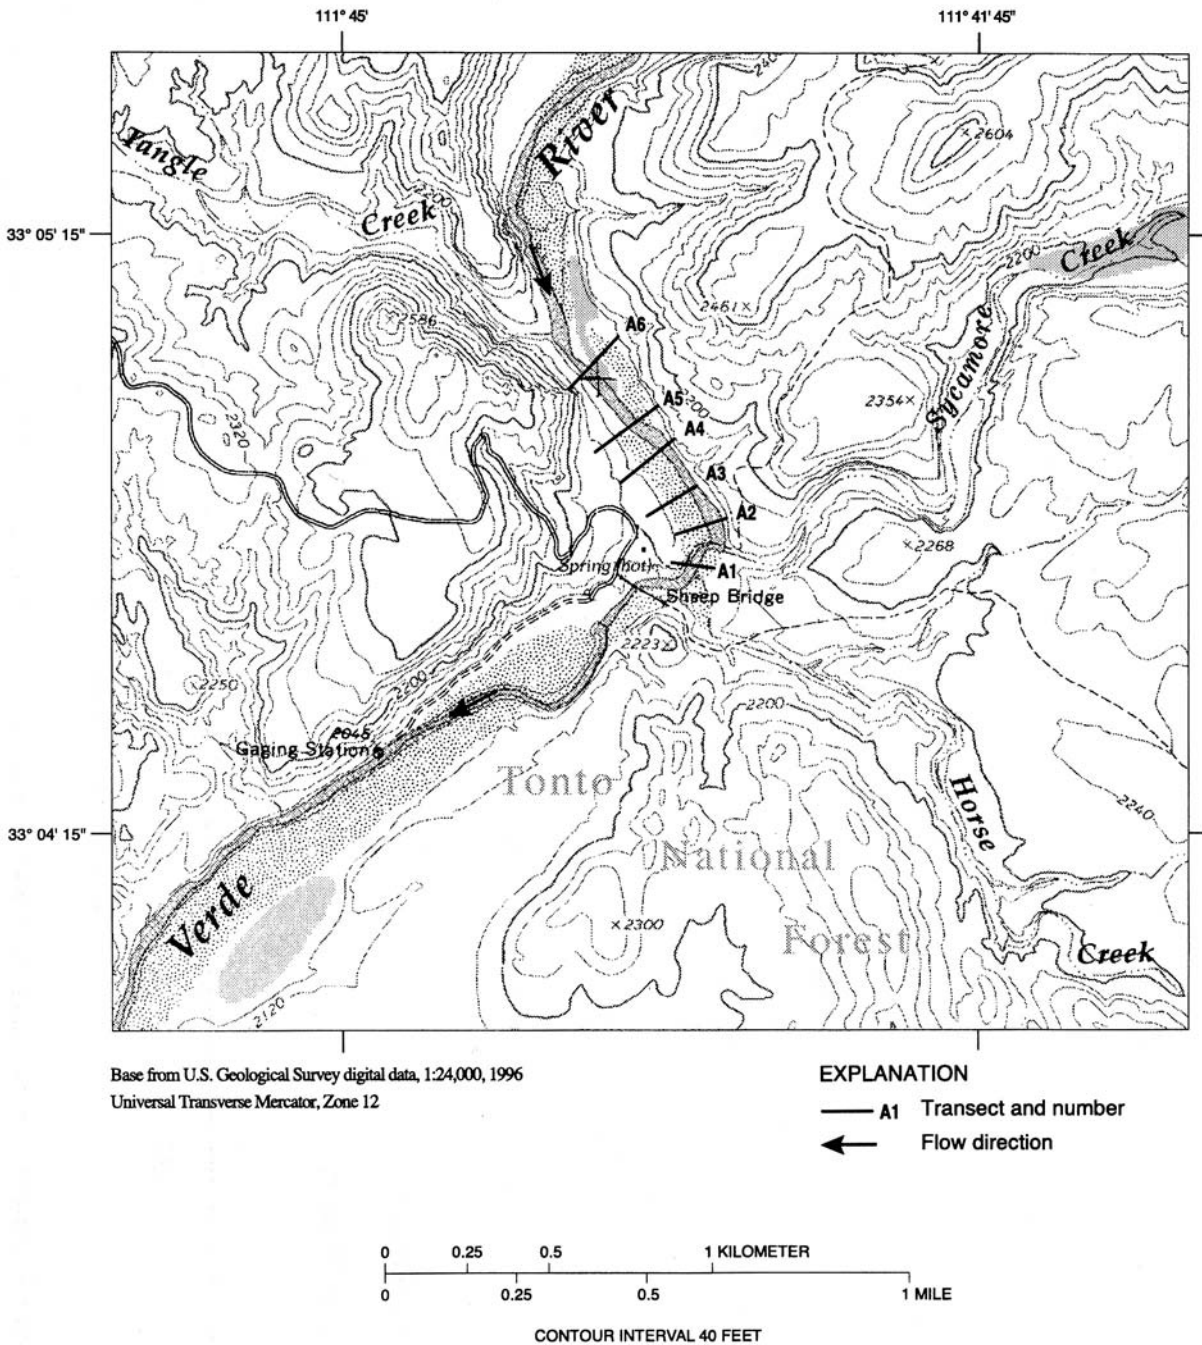 111° 45'
111° 41'45"
Tangle
Creek
River
2604
2400
33° 05'15"
Creek
2200
2461
2586
A6
Sycamore
A5
2200
A4
2354
2320
A3
A2
2268
Spring (hot)
A1
Sheep Bridge
2223
2250
2200
2200
2046
Gaging Station
Tonto
Horse
2240
33° 04' 15"
National
Verde
2300
Forest
Creek
2120
Base from U.S. Geological Survey digital data, 1:24,000, 1996
Universal Transverse Mercator, Zone 12
EXPLANATION
A1 Transect and number
Flow direction
0 0.25 0.5 1 KILOMETER
0 0.25 0.5 1 MILE
CONTOUR INTERVAL 40 FEET